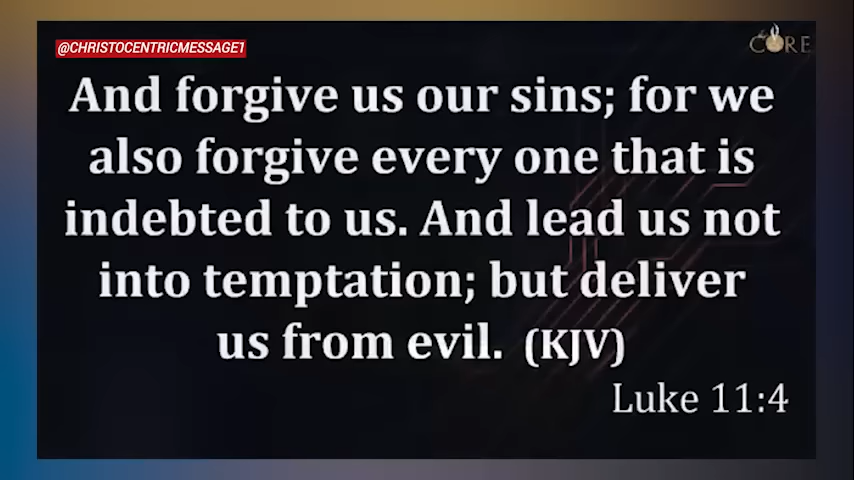 @CHRISTOCENTRICMESSAGE1
the CORE
And forgive us our sins; for we
also forgive every one that is
indebted to us. And lead us not
into temptation; but deliver
us from evil. (KJV)
Luke 11:4